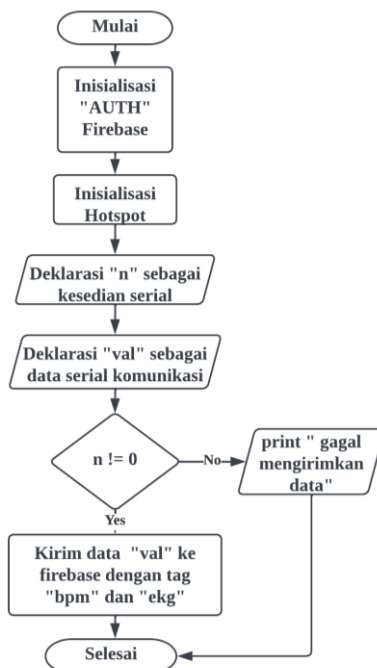 Mulai
Inisialisasi
"AUTH"
Firebase
Inisialisasi
Hotspot
Deklarasi "n" sebagai
kesedian serial
Deklarasi "val" sebagai
data serial komunikasi
n != 0
No
print " gagal
mengirimkan
data"
Yes
Kirim data "val" ke
firebase dengan tag
"bpm" dan "ekg"
Selesai